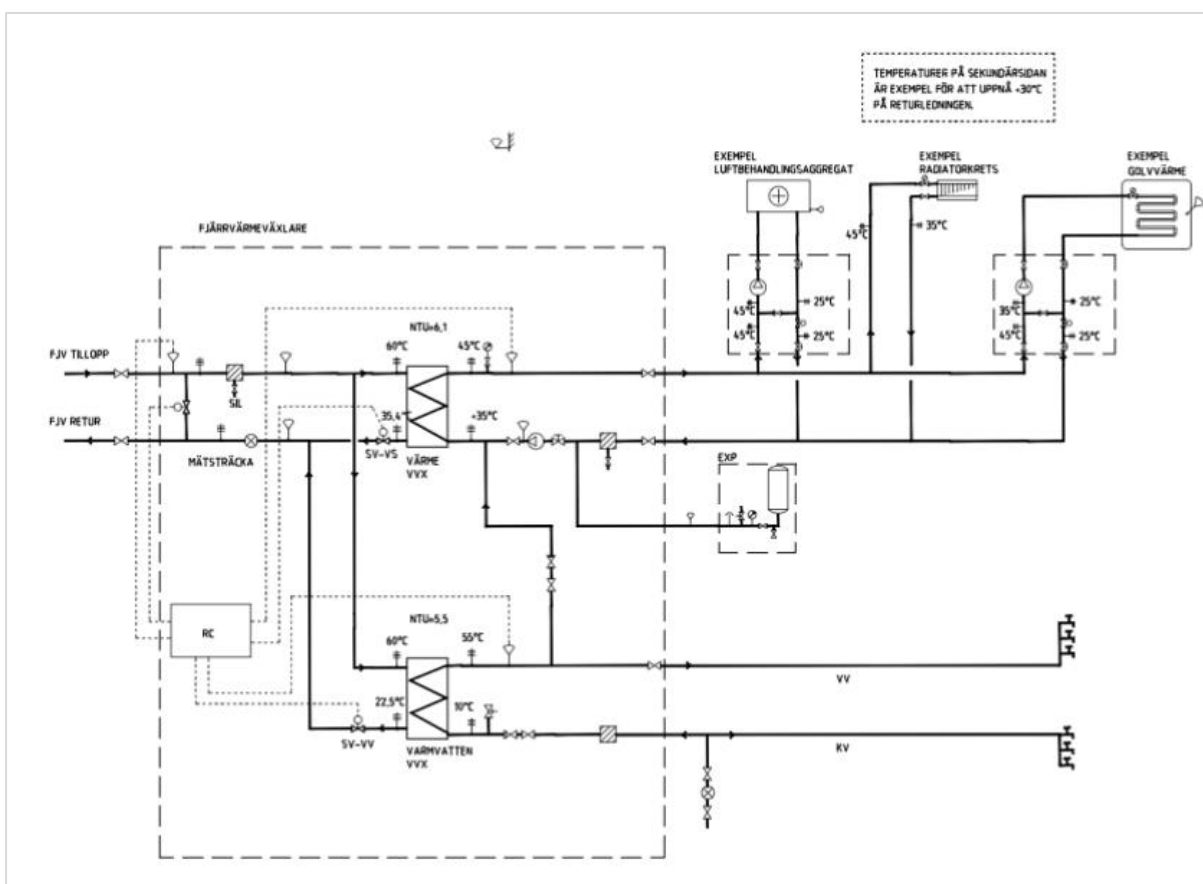 TEMPERATURER PÅ SEKUNDÄRSIDAN
ÄR EXEMPEL FÖR ATT UPPNÅ +30°C
PÅ RETURLEDNINGEN.
EXEMPEL
LUFTBEHANDLINGSAGGREGAT
EXEMPEL
RADIATORKRETS
EXEMPEL
GOLVVÄRME
45°C
35°C
45°C
25°C
45°C
25°C
35°C
25°C
45°C
25°C
FJÄRRVÄRMEVÄXLARE
NTU=6,1
60°C
45°C
FJV TILLOPP
SIL
FJV RETUR
35,4°C
+35°C
MÄTSTRÄCKA
SV-VS
VÄRME
VVX
EXP
RC
NTU=5,5
60°C
55°C
VV
22,5°C
10°C
SV-VV
VARMVATTEN
VVX
KV